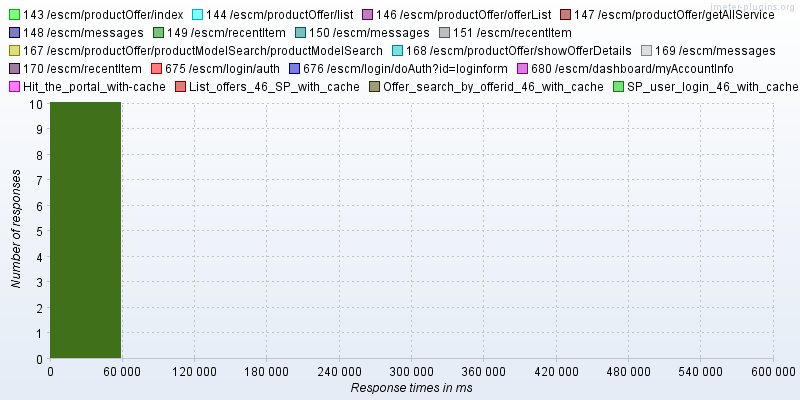 jmeter-plugins.org
143 /escm/productOffer/index 144 /escm/productOffer/list 146 /escm/productOffer/offerList 147 /escm/productOffer/getAllService
148 /escm/messages 149 /escm/recentItem 150 /escm/messages 151 /escm/recentItem
167 /escm/productOffer/productModelSearch/productModelSearch 168 /escm/productOffer/showOfferDetails 169 /escm/messages
170 /escm/recentItem 675 /escm/login/auth 676 /escm/login/doAuth?id=loginform 680 /escm/dashboard/myAccountInfo
Hit_the_portal_with-cache List_offers_46_SP_with_cache Offer_search_by_offerid_46_with_cache SP_user_login_46_with_cache
10
9
8
7
6
5
4
3
2
1
0
Number of responses
0 60 000 120 000 180 000 240 000 300 000 360 000 420 000 480 000 540 000 600 000
Response times in ms